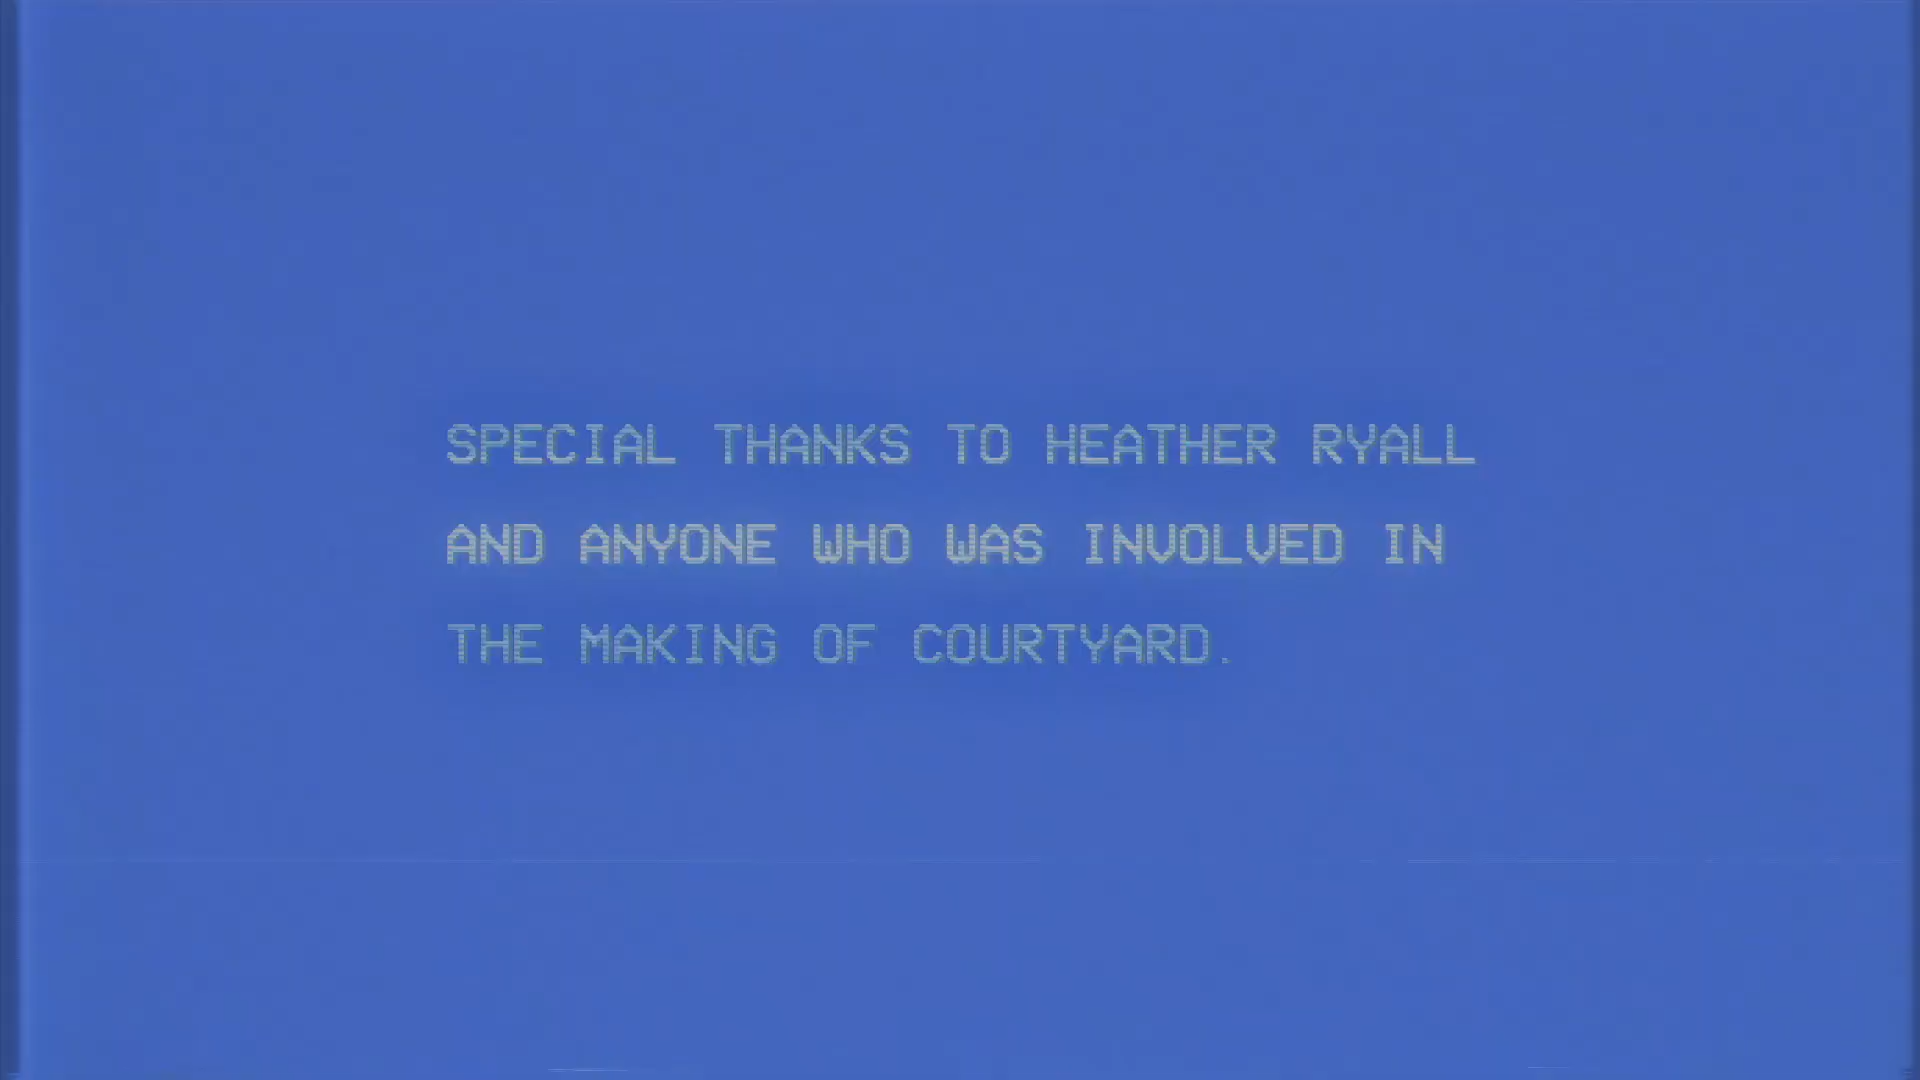 SPECIAL THANKS TO HEATHER RYALL
AND ANYONE WHO WAS INVOLVED IN
THE MAKING OF COURTYARD.